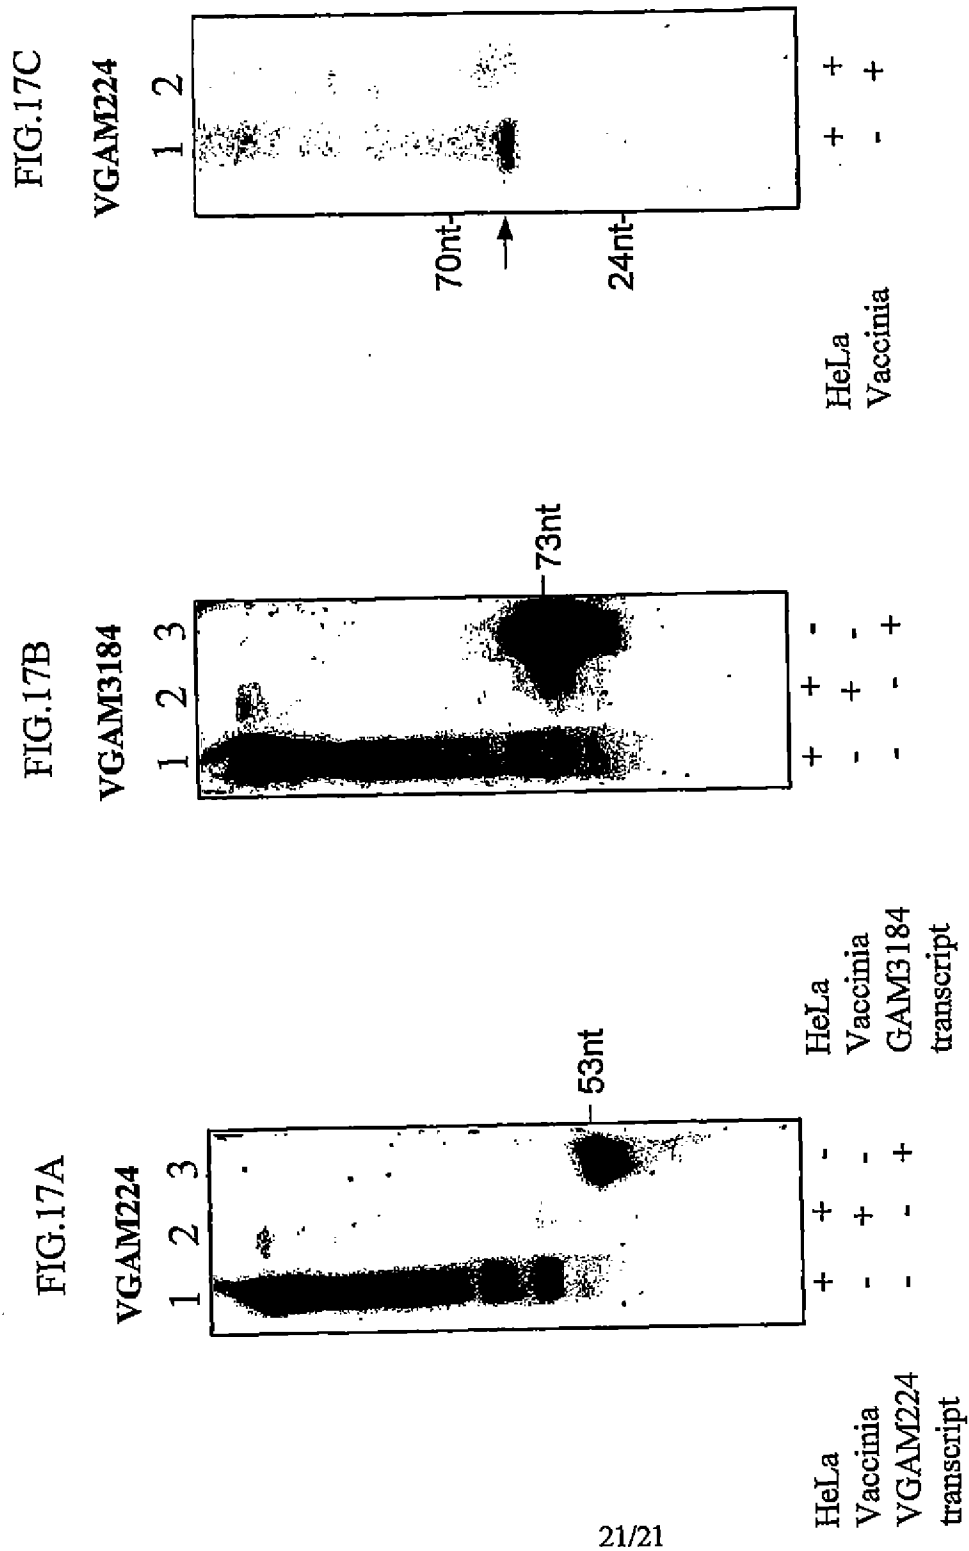 FIG.17A
VGAM224
1 2 3
53nt
HeLa + + -
Vaccinia - + -
VGAM224 - - +
transcript
FIG.17B
VGAM3184
1 2 3
73nt
HeLa + + -
Vaccinia - + -
GAM3184 - - +
transcript
FIG.17C
VGAM224
1 2
70nt-
24nt-
HeLa + +
Vaccinia - +
21/21